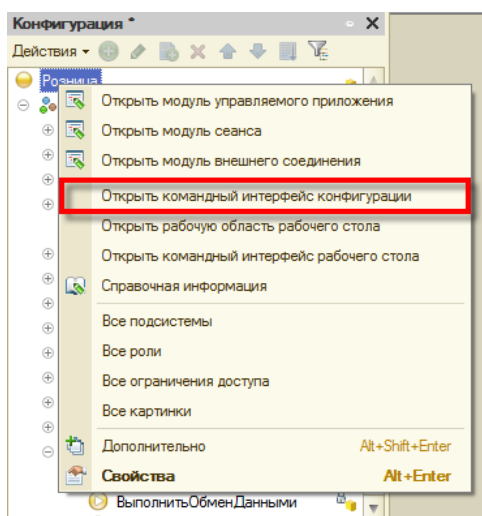 Конфигурация *
Действия
Розница
Открыть модуль управляемого приложения
Открыть модуль сеанса
Открыть модуль внешнего соединения
Открыть командный интерфейс конфигурации
Открыть рабочую область рабочего стола
Открыть командный интерфейс рабочего стола
Справочная информация
Все подсистемы
Все роли
Все ограничения доступа
Все картинки
Дополнительно Alt+Shift+Enter
Свойства Alt+Enter
ВыполнитьОбменДанными